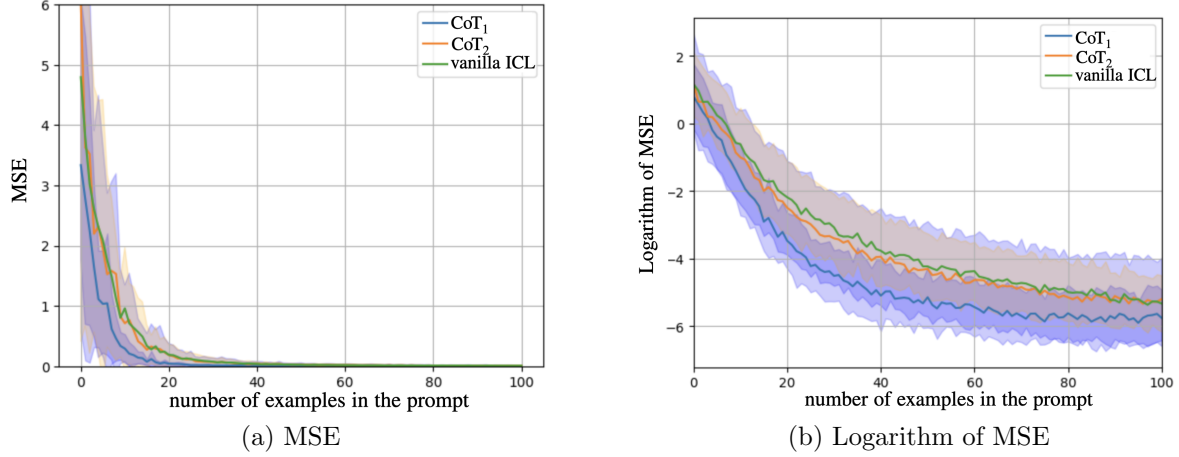 6
5
4
3
2
1
0
MSE
0
20
40
60
80
100
number of examples in the prompt
CoT1
CoT2
vanilla ICL
(a) MSE
2
0
−2
−4
−6
Logarithm of MSE
0
20
40
60
80
100
number of examples in the prompt
CoT1
CoT2
vanilla ICL
(b) Logarithm of MSE